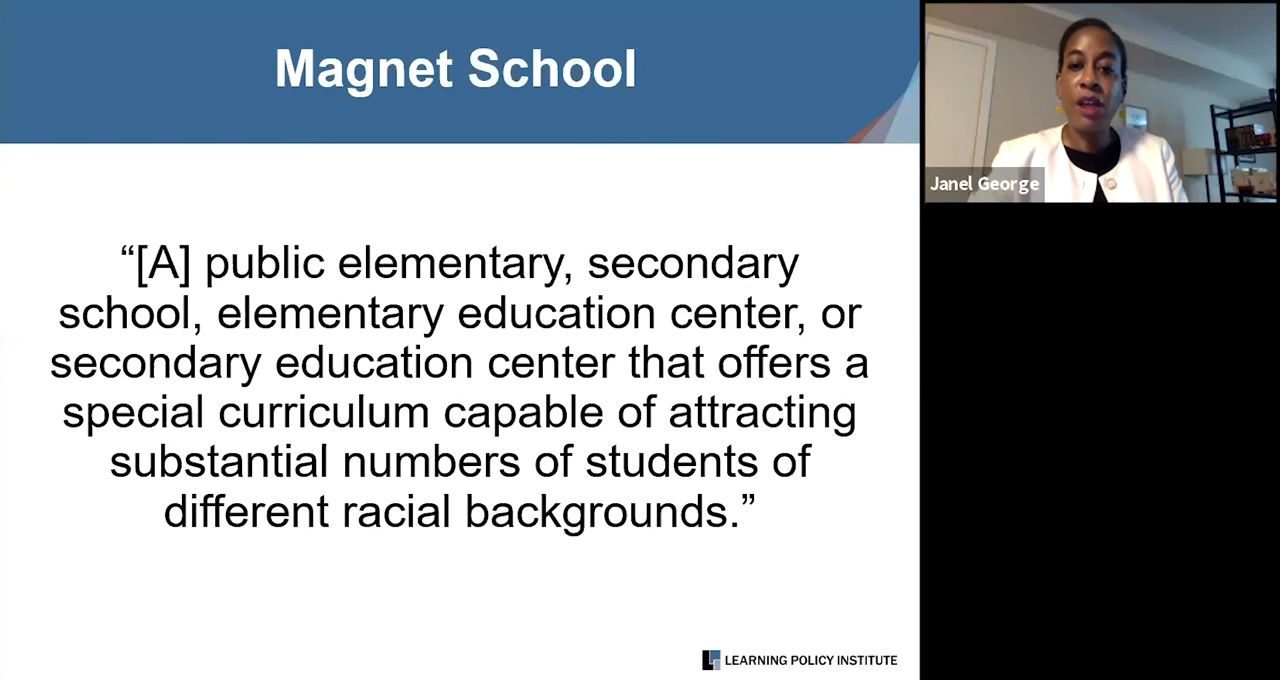 Magnet School
“[A] public elementary, secondary
school, elementary education center, or
secondary education center that offers a
special curriculum capable of attracting
substantial numbers of students of
different racial backgrounds.”
LEARNING POLICY INSTITUTE
Janel George